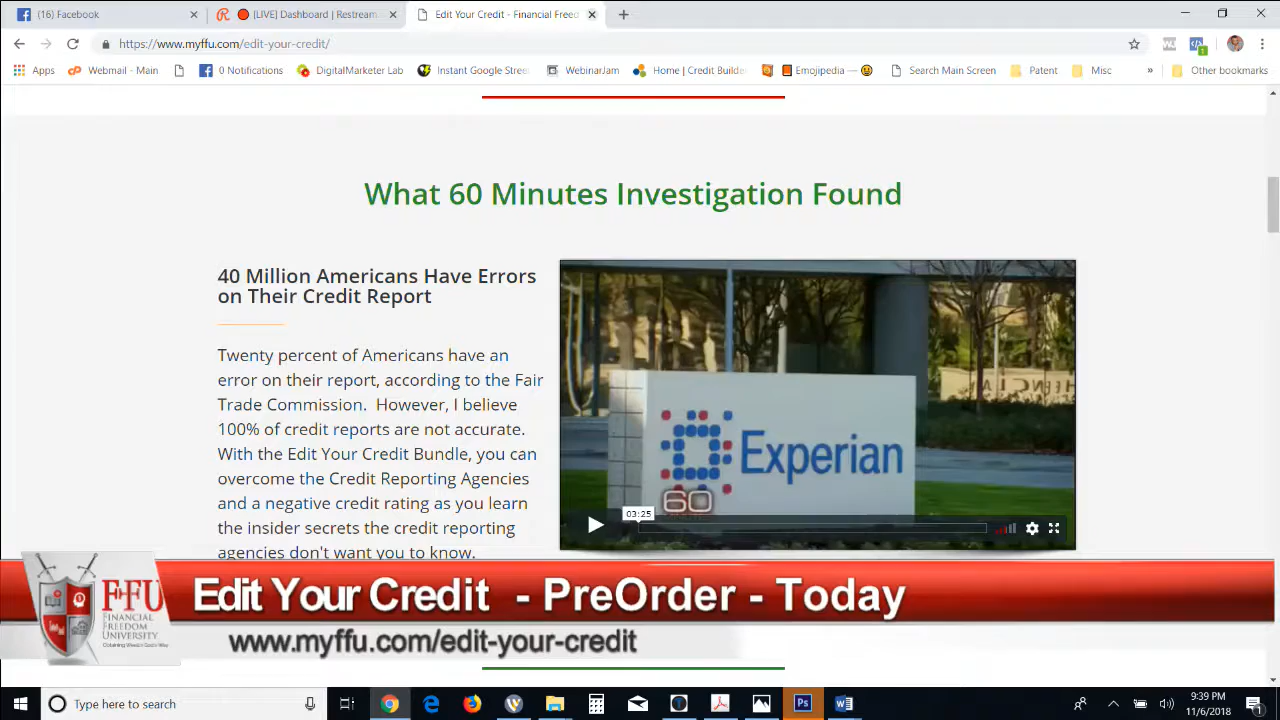 (16) Facebook
[LIVE] Dashboard | Restream
Edit Your Credit - Financial Freed
https://www.myffu.com/edit-your-credit/
Apps
Webmail - Main
0 Notifications
DigitalMarketer Lab
Instant Google Stree
WebinarJam
Home | Credit Builde
Emojipedia —
Search Main Screen
Patent
Misc
»
Other bookmarks
What 60 Minutes Investigation Found
40 Million Americans Have Errors
on Their Credit Report
Twenty percent of Americans have an
error on their report, according to the Fair
Trade Commission. However, I believe
100% of credit reports are not accurate.
With the Edit Your Credit Bundle, you can
overcome the Credit Reporting Agencies
and a negative credit rating as you learn
the insider secrets the credit reporting
agencies don't want you to know.
Experian
60
03:25
FFU
FINANCIAL
FREEDOM
UNIVERSITY
Edit Your Credit - PreOrder - Today
www.myffu.com/edit-your-credit
Type here to search
9:39 PM
11/6/2018